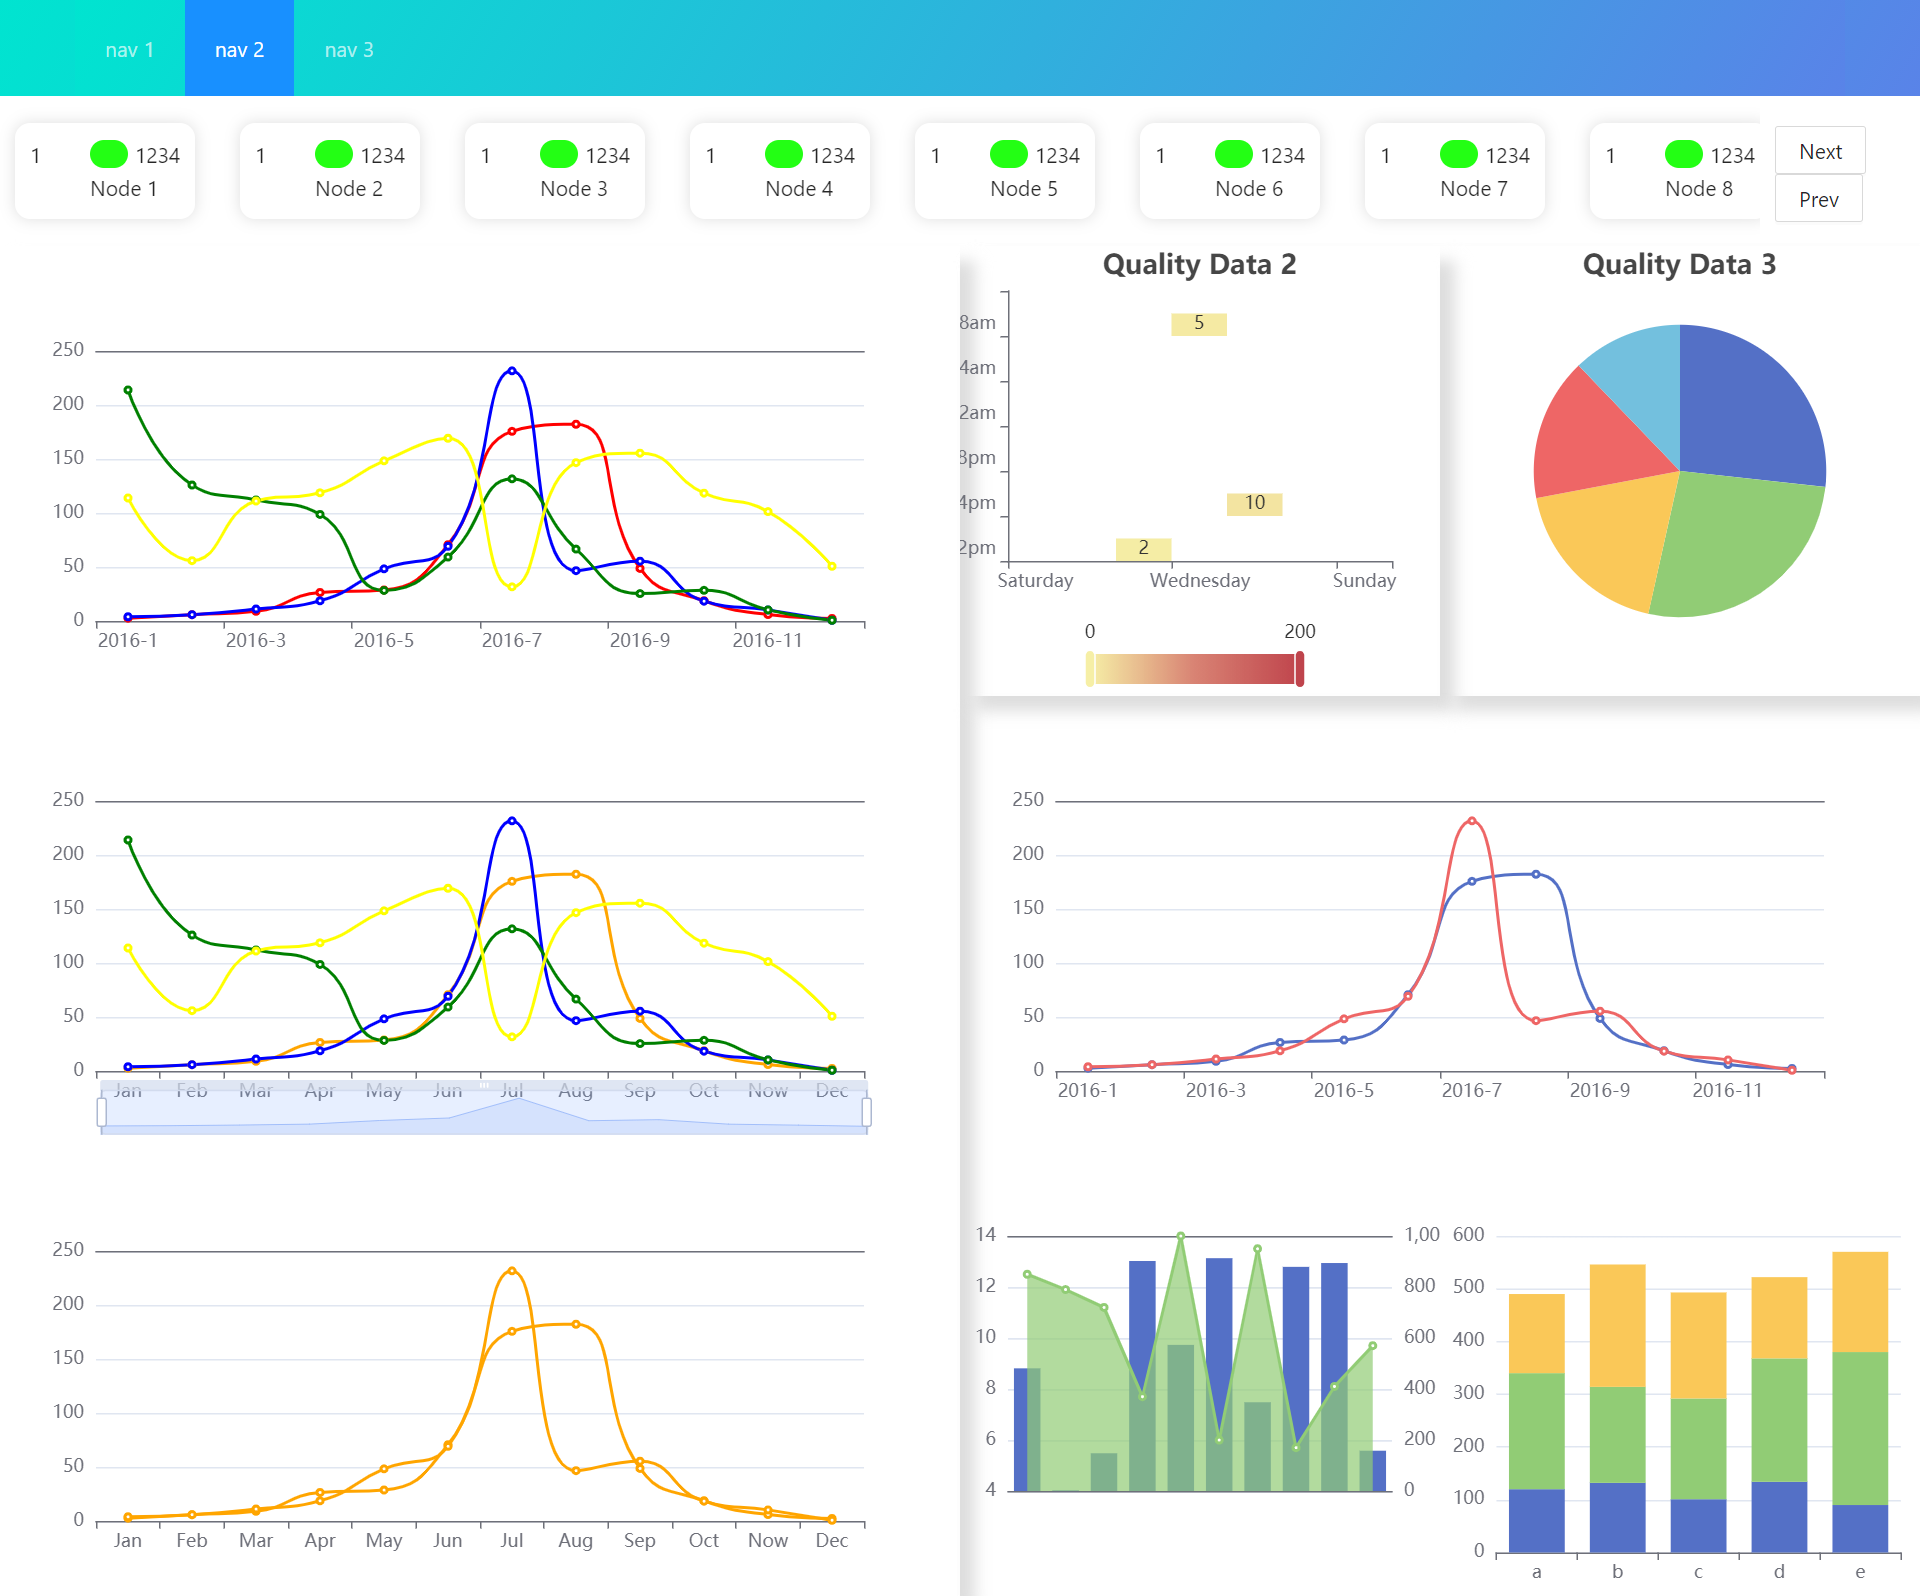 nav 1 nav 2 nav 3
1 1234 1 1234 1 1234 1 1234 1 1234 1 1234 1 1234 1 1234
Node 1 Node 2 Node 3 Node 4 Node 5 Node 6 Node 7 Node 8
Next
Prev
250
200
150
100
50
0
2016-1 2016-3 2016-5 2016-7 2016-9 2016-11
Quality Data 2
8am
4am
2am
8pm
4pm
2pm
5
10
2
Saturday Wednesday Sunday
0 200
Quality Data 3
250
200
150
100
50
0
Jan Feb Mar Apr May Jun Jul Aug Sep Oct Now Dec
250
200
150
100
50
0
2016-1 2016-3 2016-5 2016-7 2016-9 2016-11
250
200
150
100
50
0
Jan Feb Mar Apr May Jun Jul Aug Sep Oct Now Dec
14
12
10
8
6
4
1,00
800
600
400
200
0
600
500
400
300
200
100
0
a b c d e